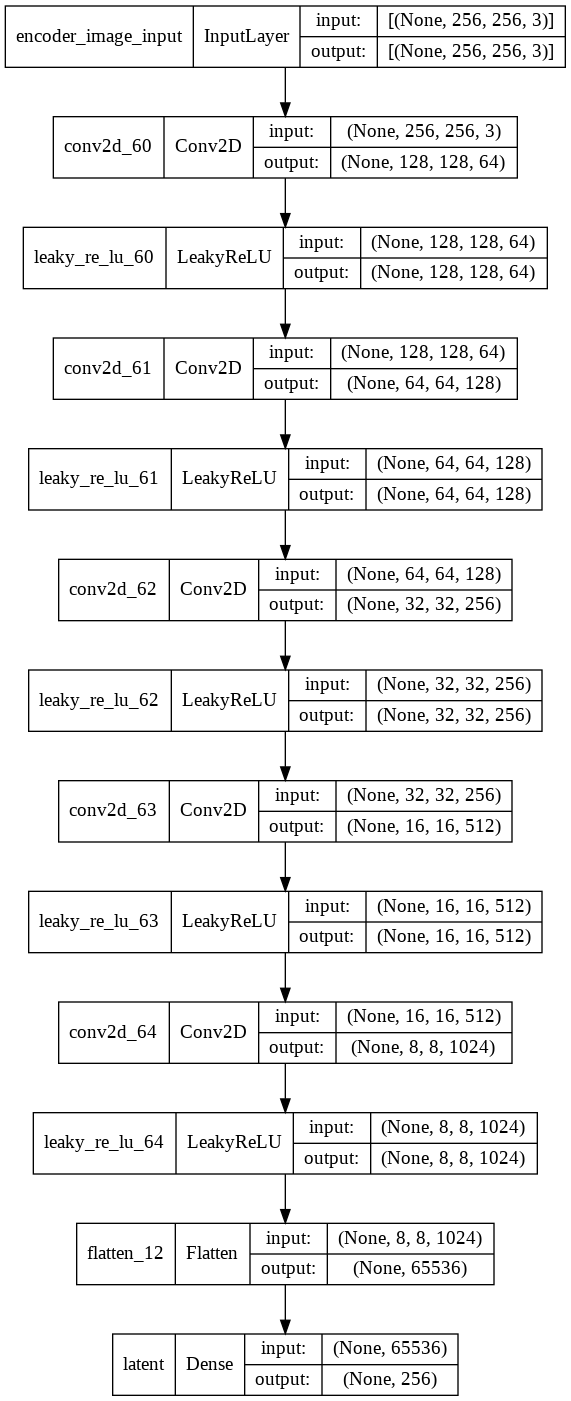 encoder_image_input InputLayer input: [(None, 256, 256, 3)]
output: [(None, 256, 256, 3)]
conv2d_60 Conv2D input: (None, 256, 256, 3)
output: (None, 128, 128, 64)
leaky_re_lu_60 LeakyReLU input: (None, 128, 128, 64)
output: (None, 128, 128, 64)
conv2d_61 Conv2D input: (None, 128, 128, 64)
output: (None, 64, 64, 128)
leaky_re_lu_61 LeakyReLU input: (None, 64, 64, 128)
output: (None, 64, 64, 128)
conv2d_62 Conv2D input: (None, 64, 64, 128)
output: (None, 32, 32, 256)
leaky_re_lu_62 LeakyReLU input: (None, 32, 32, 256)
output: (None, 32, 32, 256)
conv2d_63 Conv2D input: (None, 32, 32, 256)
output: (None, 16, 16, 512)
leaky_re_lu_63 LeakyReLU input: (None, 16, 16, 512)
output: (None, 16, 16, 512)
conv2d_64 Conv2D input: (None, 16, 16, 512)
output: (None, 8, 8, 1024)
leaky_re_lu_64 LeakyReLU input: (None, 8, 8, 1024)
output: (None, 8, 8, 1024)
flatten_12 Flatten input: (None, 8, 8, 1024)
output: (None, 65536)
latent Dense input: (None, 65536)
output: (None, 256)